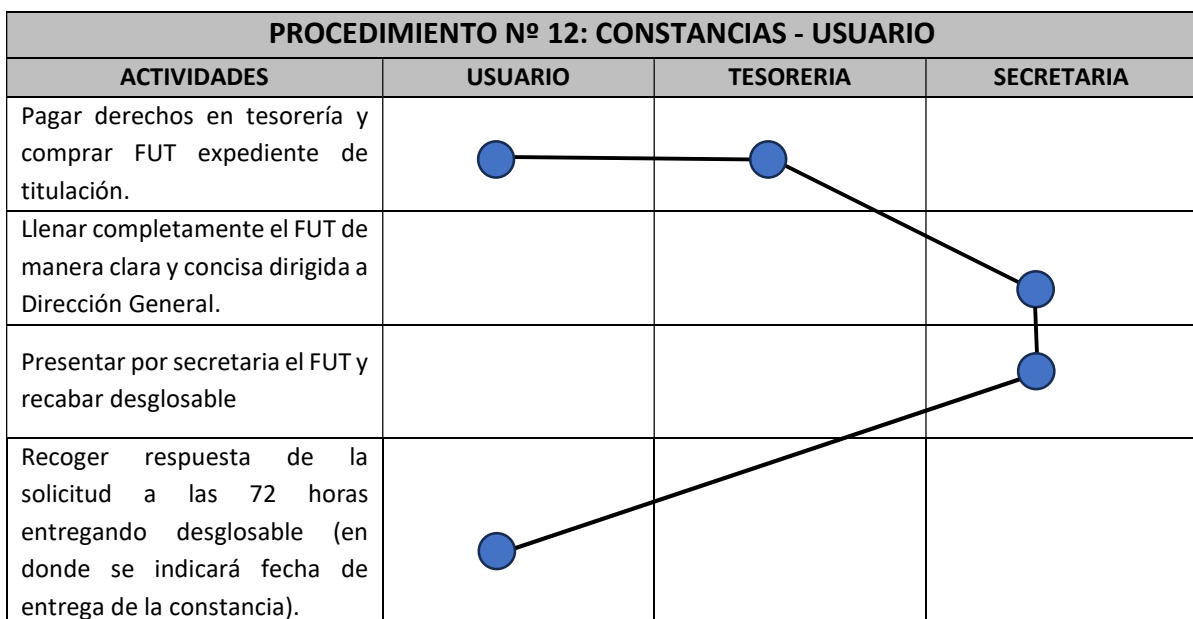 PROCEDIMIENTO Nº 12: CONSTANCIAS - USUARIO
ACTIVIDADES USUARIO TESORERIA SECRETARIA
Pagar derechos en tesorería y
comprar FUT expediente de
titulación.
Llenar completamente el FUT de
manera clara y concisa dirigida a
Dirección General.
Presentar por secretaria el FUT y
recabar desglosable
Recoger respuesta de la
solicitud a las 72 horas
entregando desglosable (en
donde se indicará fecha de
entrega de la constancia).